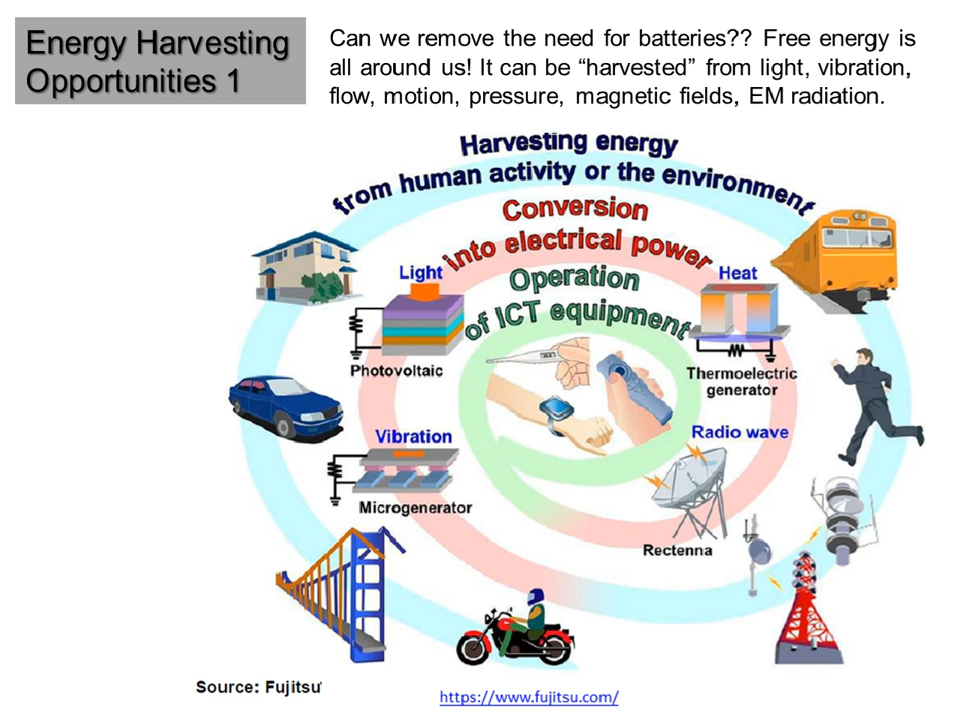 Energy Harvesting
Opportunities 1
Can we remove the need for batteries?? Free energy is
all around us! It can be “harvested” from light, vibration,
flow, motion, pressure, magnetic fields, EM radiation.
Harvesting energy
from human activity or the environment
Conversion
into electrical power
Operation
of ICT equipment
Light
Photovoltaic
Heat
Thermoelectric
generator
Vibration
Microgenerator
Radio wave
Rectenna
Source: Fujitsu
https://www.fujitsu.com/